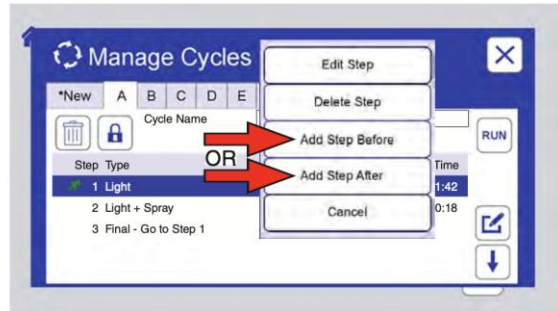 Manage Cycles
*New A B C D E
Cycle Name
RUN
Step Type Time
1 Light 1:42
2 Light + Spray 0:18
3 Final - Go to Step 1
Edit Step
Delete Step
Add Step Before
OR
Add Step After
Cancel